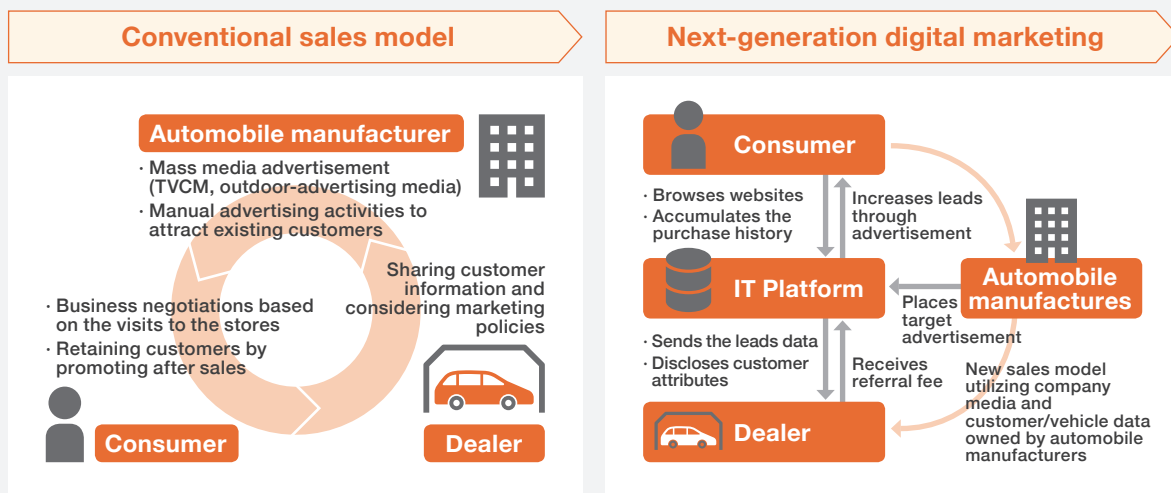 Conventional sales model
Automobile manufacturer
· Mass media advertisement
(TVCM, outdoor-advertising media)
· Manual advertising activities to
attract existing customers
Sharing customer
information and
considering marketing
policies
· Business negotiations based
on the visits to the stores
· Retaining customers by
promoting after sales
Consumer
Dealer
Next-generation digital marketing
Consumer
· Browses websites
· Accumulates the
purchase history
Increases leads
through
advertisement
IT Platform
Automobile
manufactures
Places
target
advertisement
· Sends the leads data
· Discloses customer
attributes
Receives
referral fee
New sales model
utilizing company
media and
customer/vehicle data
owned by automobile
manufacturers
Dealer